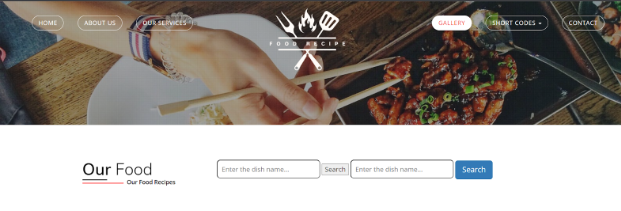 HOME ABOUT US OUR SERVICES GALLERY SHORT CODES CONTACT
FOOD RECIPE
Our Food
Our Food Recipes
Enter the dish name... Search Enter the dish name... Search